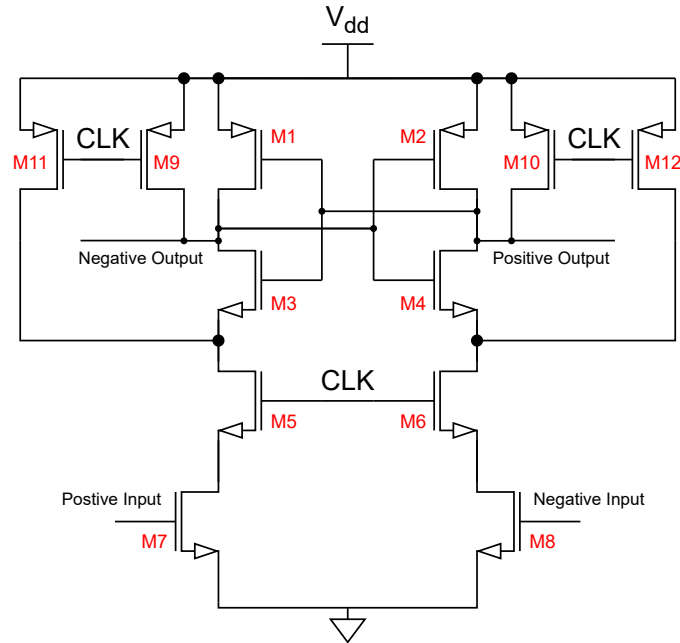 Vdd
CLK
CLK
M11
M9
M1
M2
M10
M12
Negative Output
Positive Output
M3
M4
CLK
M5
M6
Postive Input
Negative Input
M7
M8